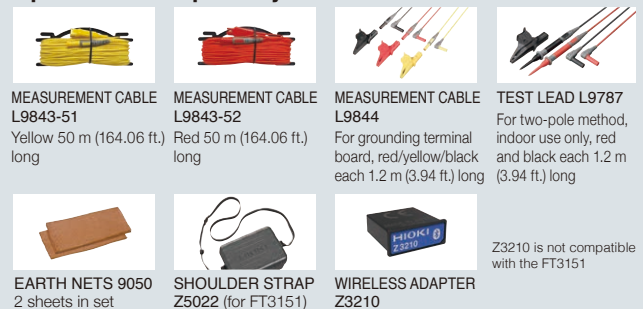 MEASUREMENT CABLE
L9843-51
Yellow 50 m (164.06 ft.)
long
MEASUREMENT CABLE
L9843-52
Red 50 m (164.06 ft.)
long
MEASUREMENT CABLE
L9844
For grounding terminal
board, red/yellow/black
each 1.2 m (3.94 ft.) long
TEST LEAD L9787
For two-pole method,
indoor use only, red
and black each 1.2 m
(3.94 ft.) long
EARTH NETS 9050
2 sheets in set
SHOULDER STRAP
Z5022 (for FT3151)
HIOKI
Z3210
WIRELESS ADAPTER
Z3210
Z3210 is not compatible
with the FT3151